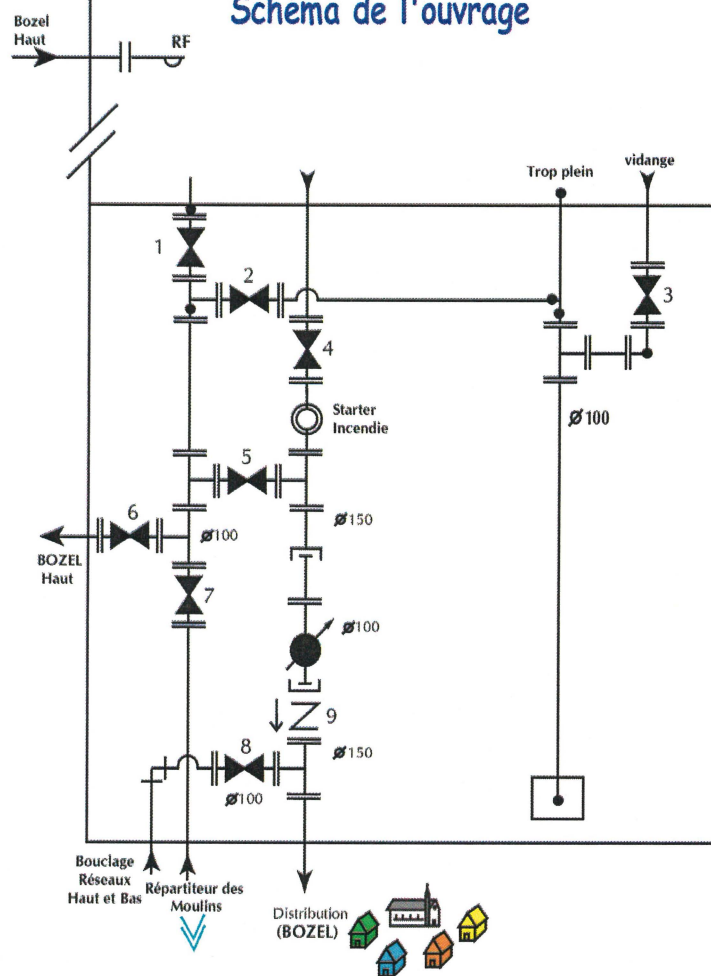 Schéma de l'ouvrage
Bozel
Haut
RF
Trop plein
vidange
1
2
3
4
Starter
Incendie
ø100
5
6
ø150
ø100
BOZEL
Haut
7
ø100
9
8
ø150
ø100
Bouclage
Réseaux
Haut et Bas
Répartiteur des
Moulins
Distribution
(BOZEL)